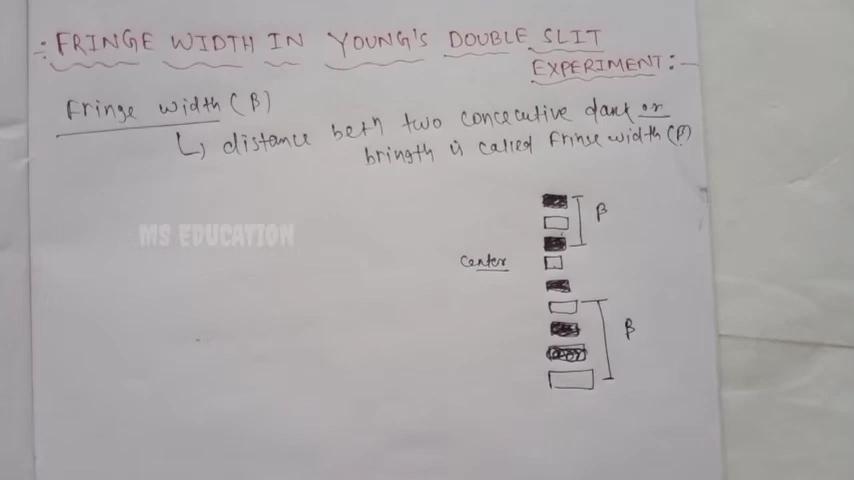 :- FRINGE WIDTH IN YOUNG'S DOUBLE SLIT
EXPERIMENT :-
Fringe width (β)
↳ distance betn two concecutive dark or
bringth is called Fringe width (β)
MS EDUCATION
β
center
β